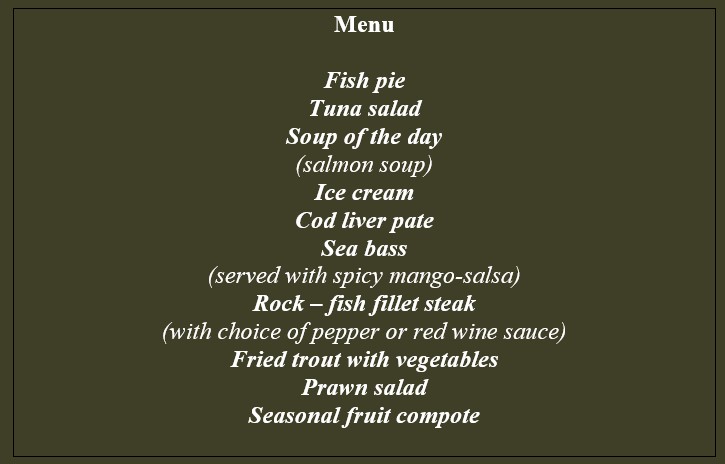 Menu
Fish pie
Tuna salad
Soup of the day
(salmon soup)
Ice cream
Cod liver pate
Sea bass
(served with spicy mango-salsa)
Rock – fish fillet steak
(with choice of pepper or red wine sauce)
Fried trout with vegetables
Prawn salad
Seasonal fruit compote